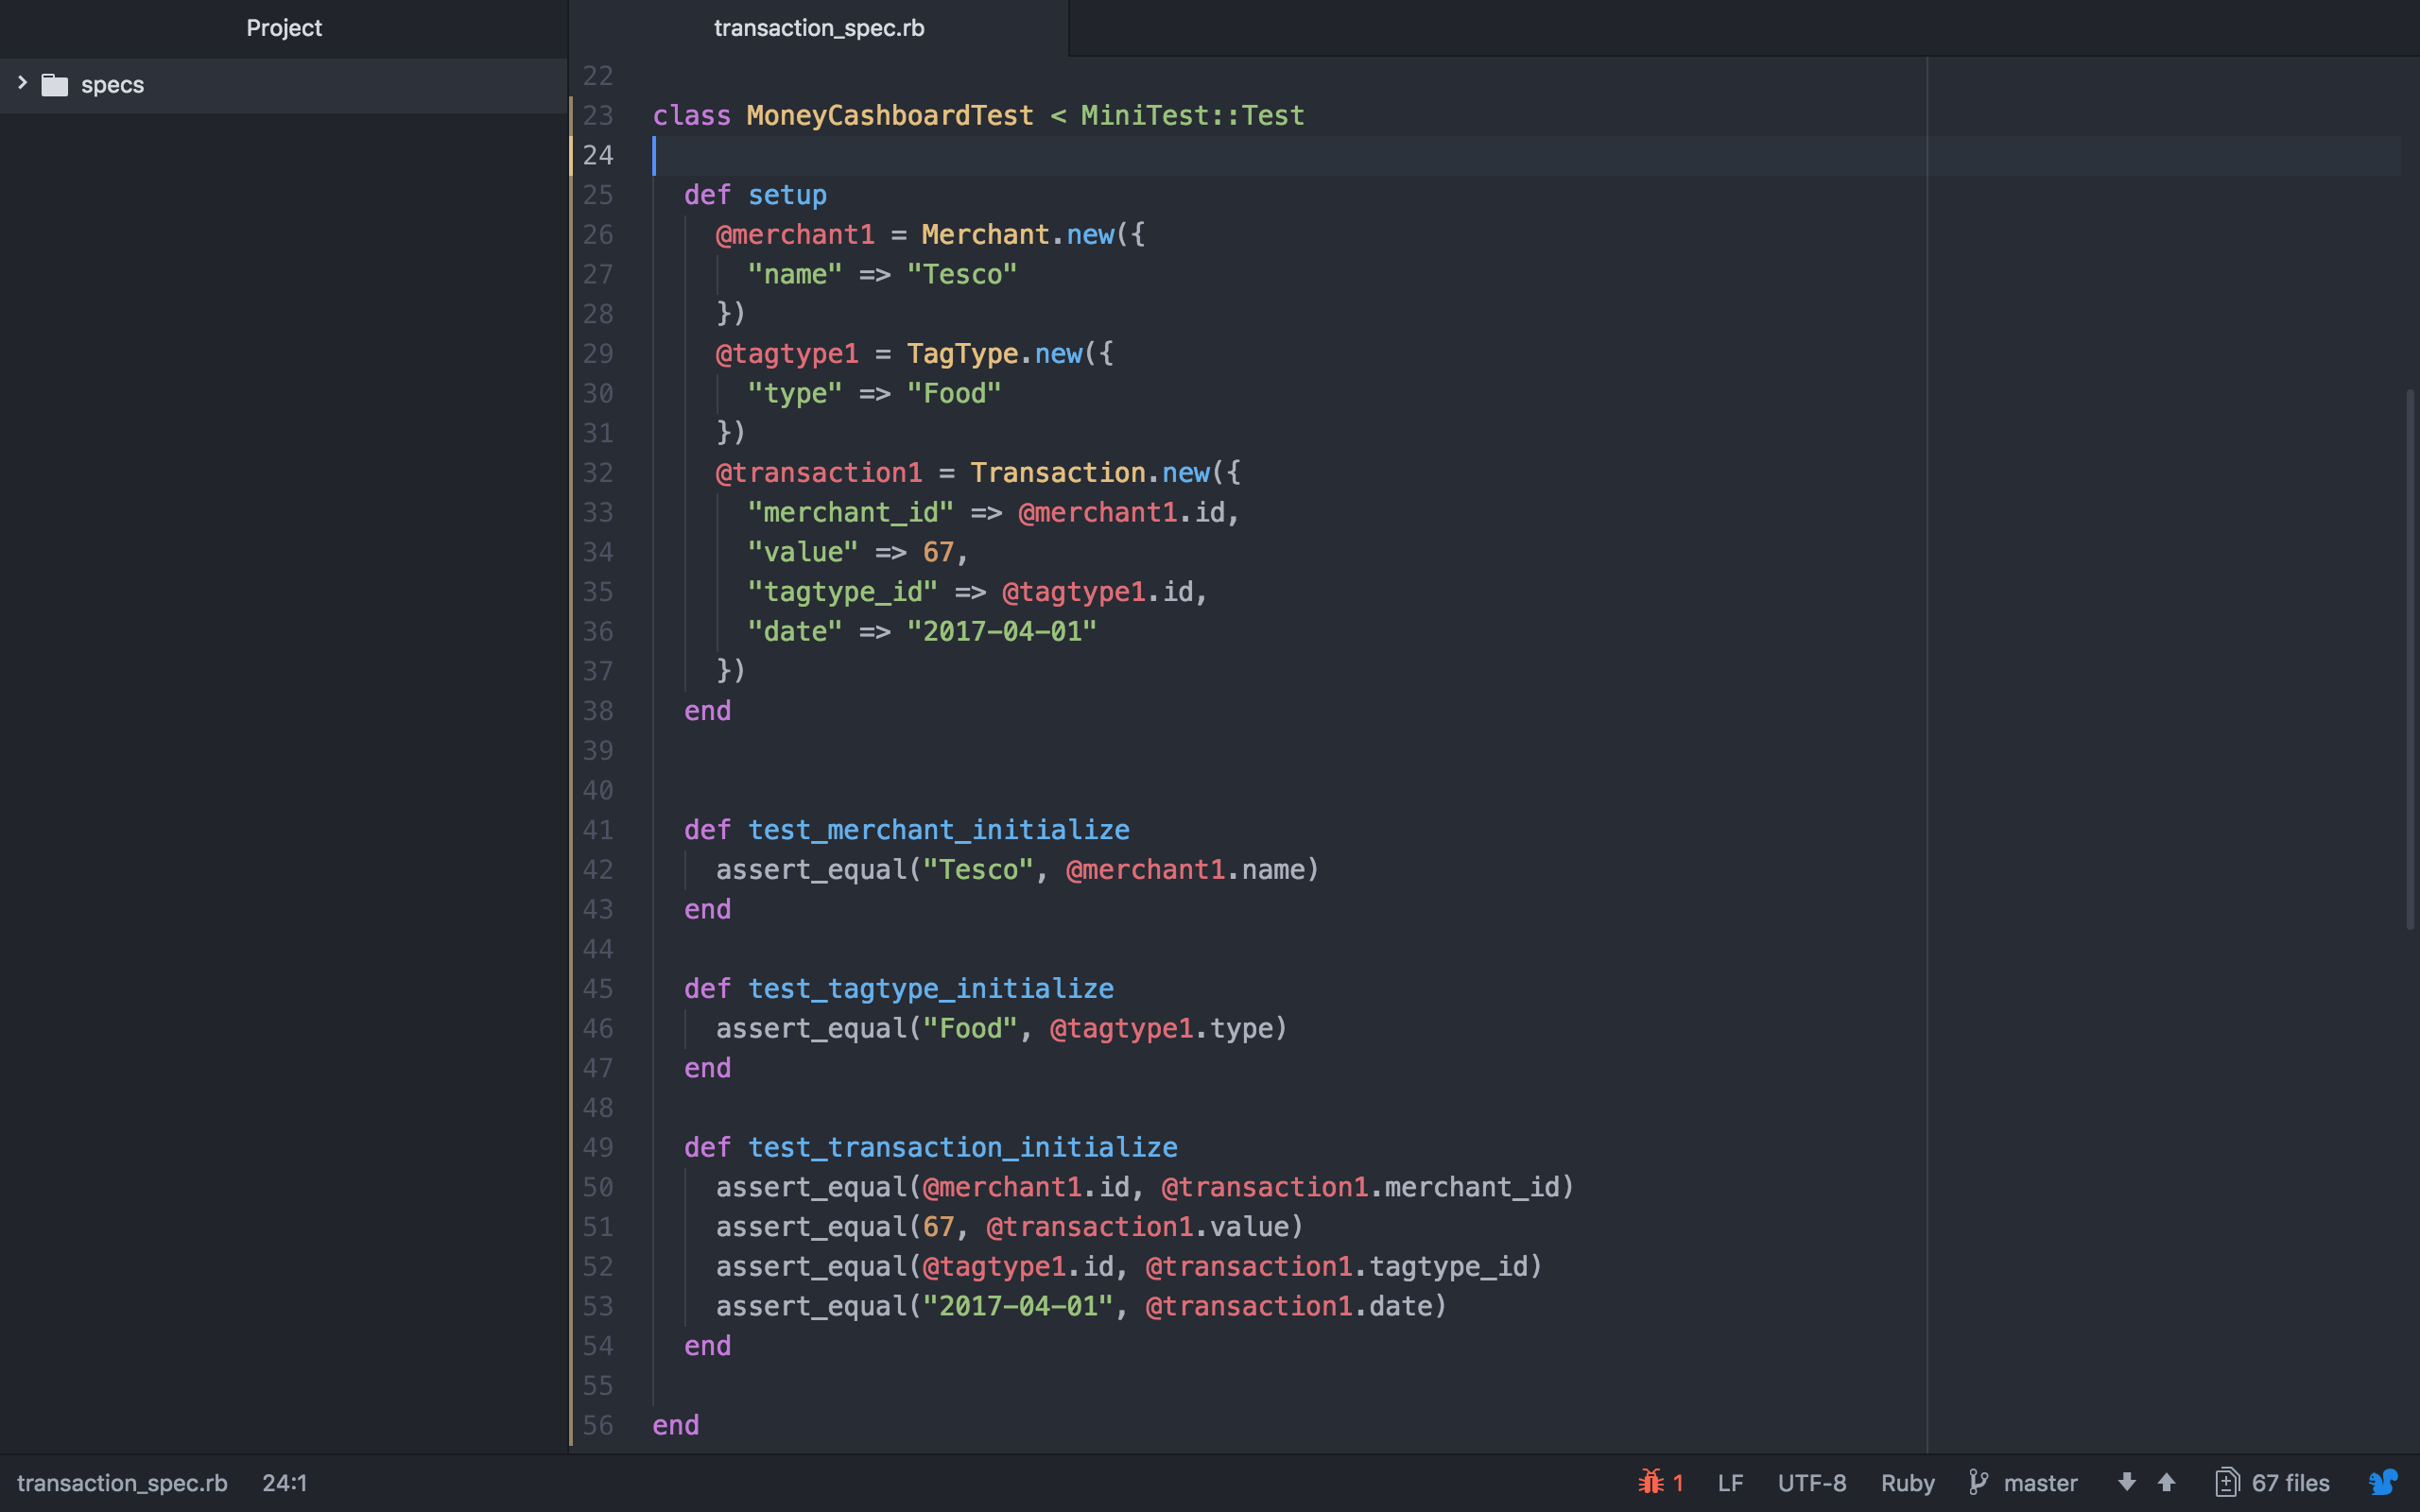 Project
specs
transaction_spec.rb
22
23 class MoneyCashboardTest < MiniTest::Test
24
25   def setup
26     @merchant1 = Merchant.new({
27       "name" => "Tesco"
28     })
29     @tagtype1 = TagType.new({
30       "type" => "Food"
31     })
32     @transaction1 = Transaction.new({
33       "merchant_id" => @merchant1.id,
34       "value" => 67,
35       "tagtype_id" => @tagtype1.id,
36       "date" => "2017-04-01"
37     })
38   end
39
40
41   def test_merchant_initialize
42     assert_equal("Tesco", @merchant1.name)
43   end
44
45   def test_tagtype_initialize
46     assert_equal("Food", @tagtype1.type)
47   end
48
49   def test_transaction_initialize
50     assert_equal(@merchant1.id, @transaction1.merchant_id)
51     assert_equal(67, @transaction1.value)
52     assert_equal(@tagtype1.id, @transaction1.tagtype_id)
53     assert_equal("2017-04-01", @transaction1.date)
54   end
55
56 end
transaction_spec.rb 24:1 1 LF UTF-8 Ruby master 67 files